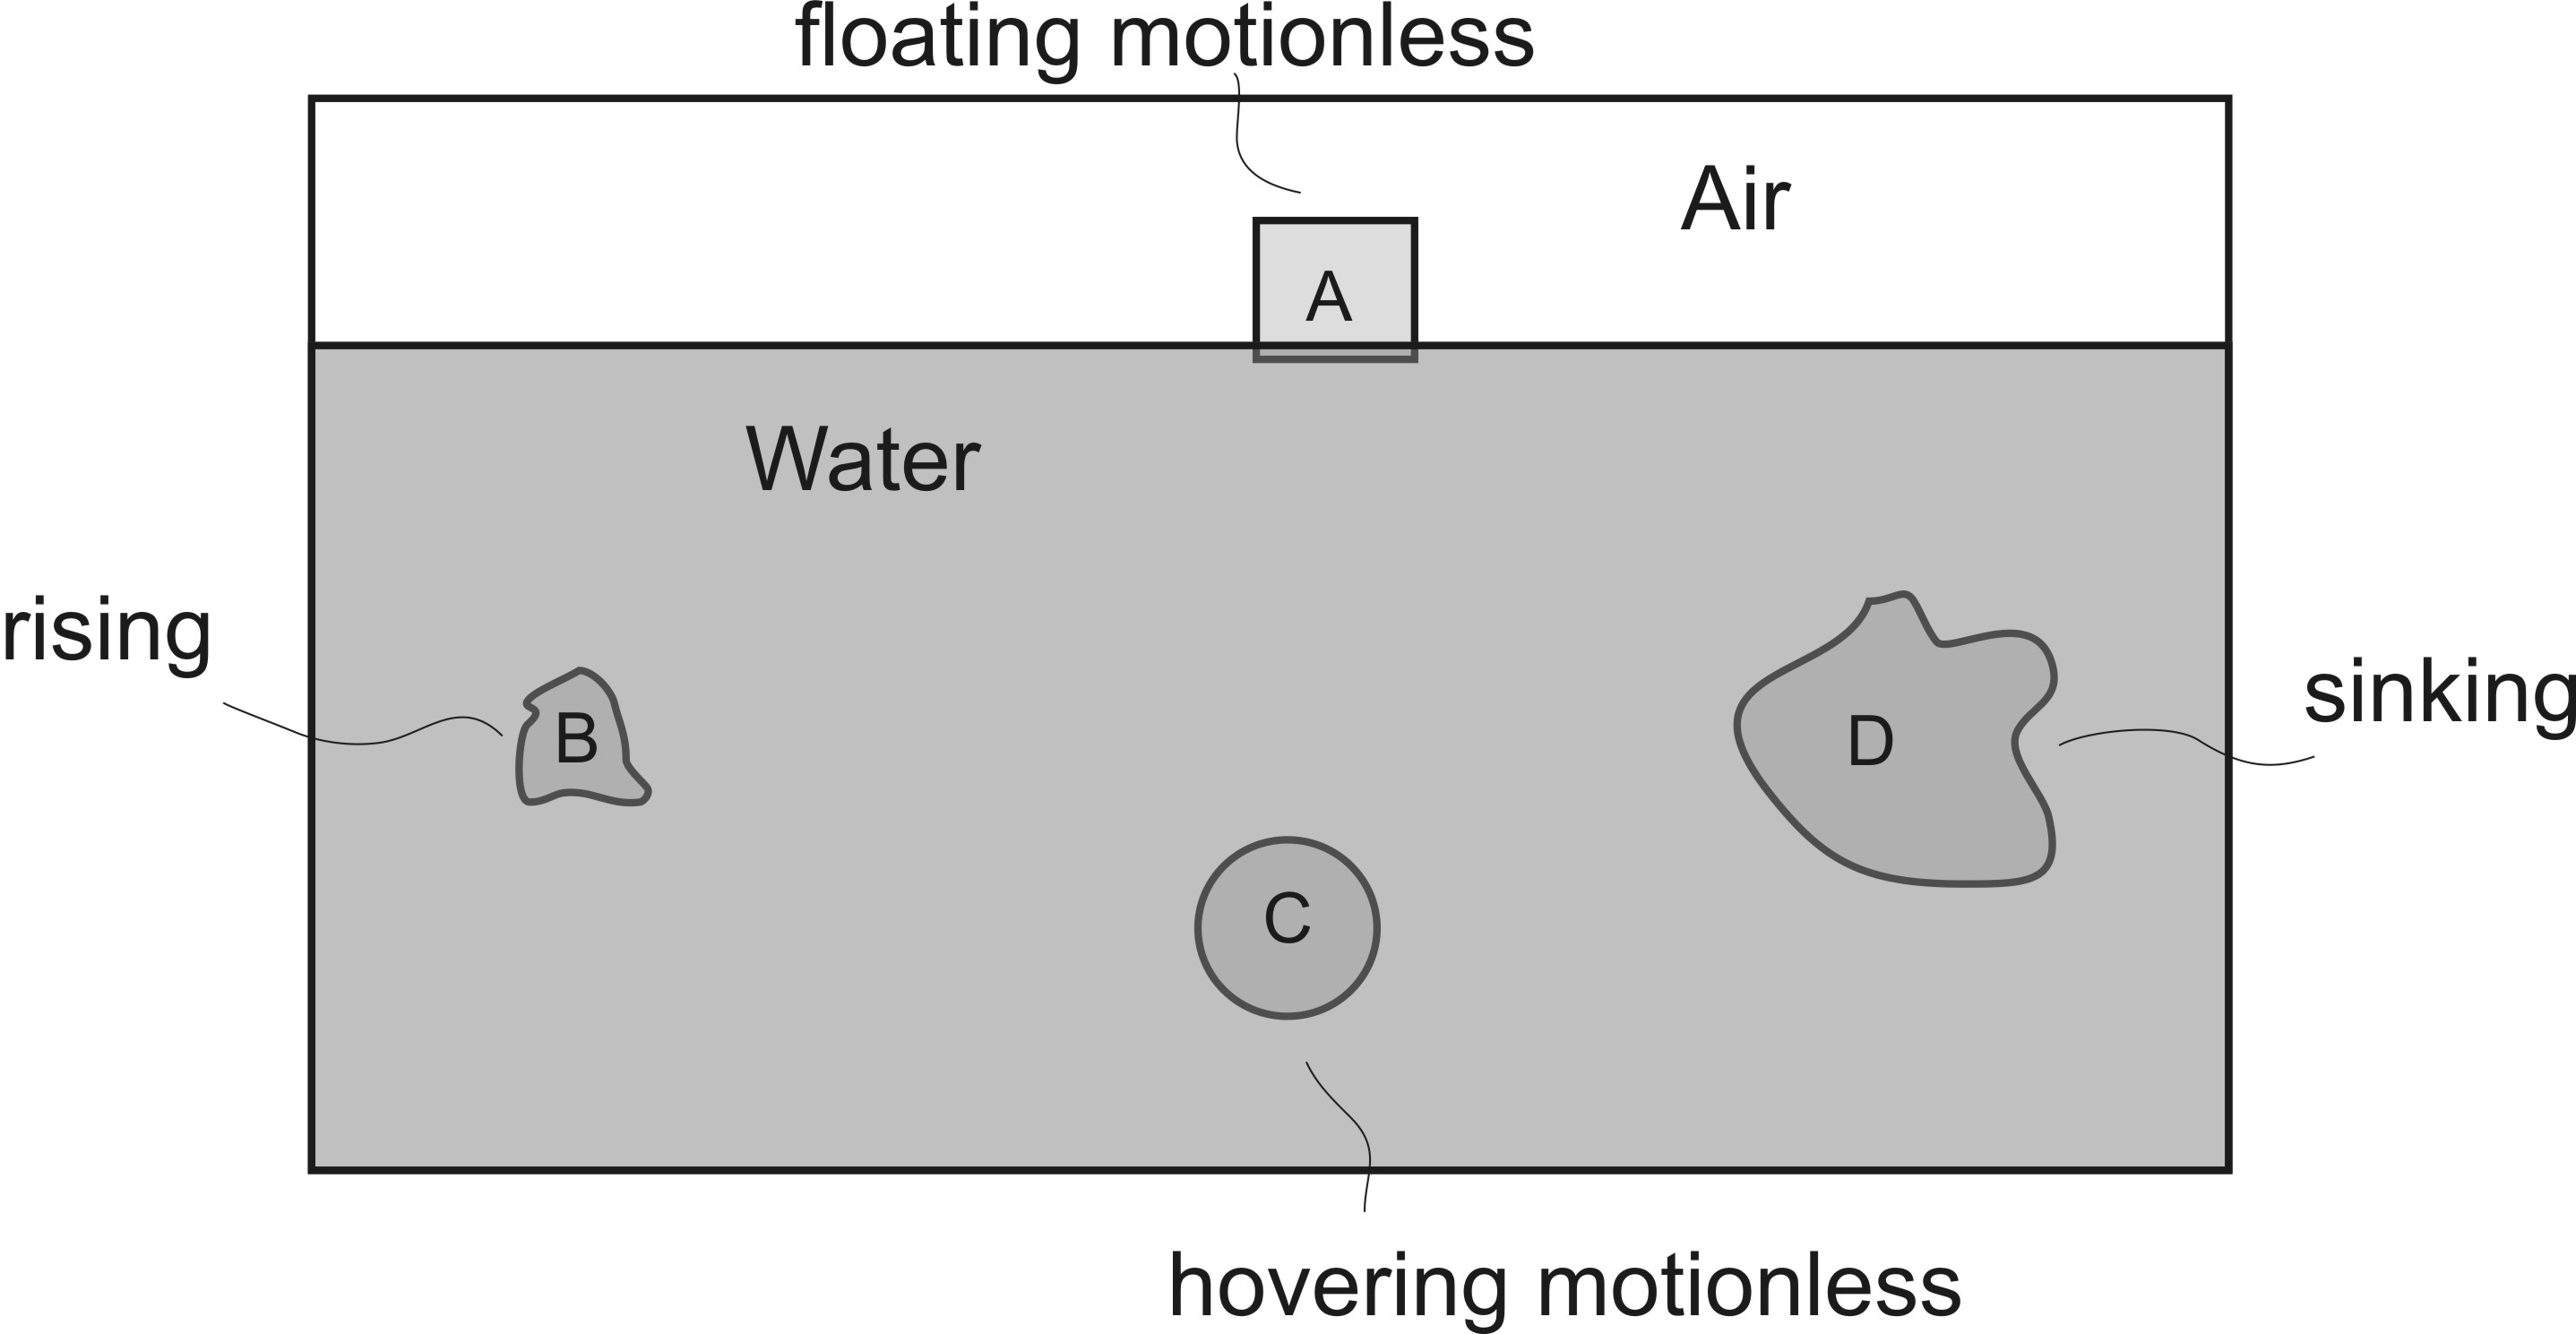 floating motionless
Air
A
Water
rising
sinking
B
D
C
hovering motionless